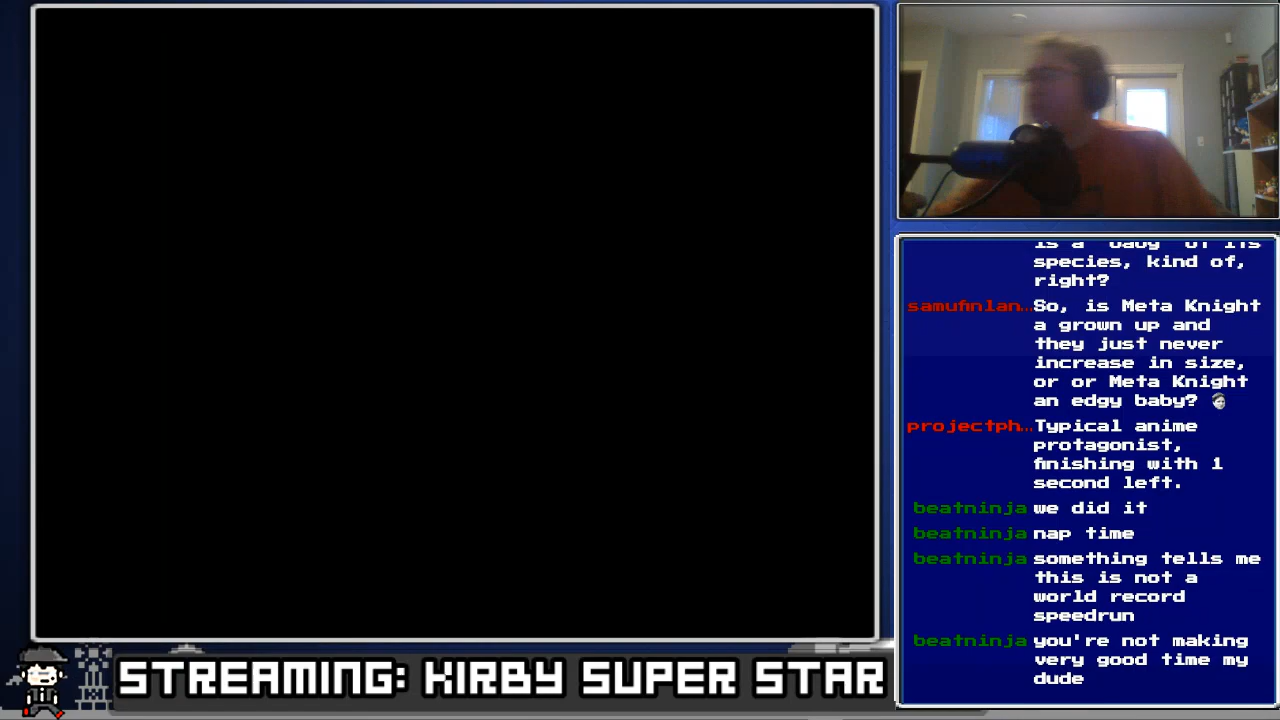 species, kind of,
right?
samufinlan… So, is Meta Knight
a grown up and
they just never
increase in size,
or or Meta Knight
an edgy baby?
projectph… Typical anime
protagonist,
finishing with 1
second left.
beatninja we did it
beatninja nap time
beatninja something tells me
this is not a
world record
speedrun
beatninja you're not making
very good time my
dude
STREAMING: KIRBY SUPER STAR